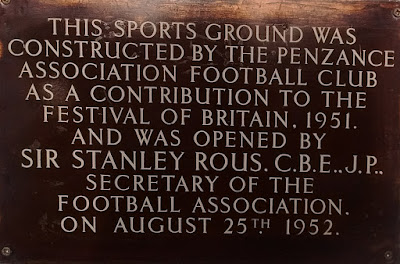 THIS SPORTS GROUND WAS
CONSTRUCTED BY THE PENZANCE
ASSOCIATION FOOTBALL CLUB
AS A CONTRIBUTION TO THE
FESTIVAL OF BRITAIN, 1951.
AND WAS OPENED BY
SIR STANLEY ROUS. C.B.E., J.P.,
SECRETARY OF THE
FOOTBALL ASSOCIATION.
ON AUGUST 25TH. 1952.